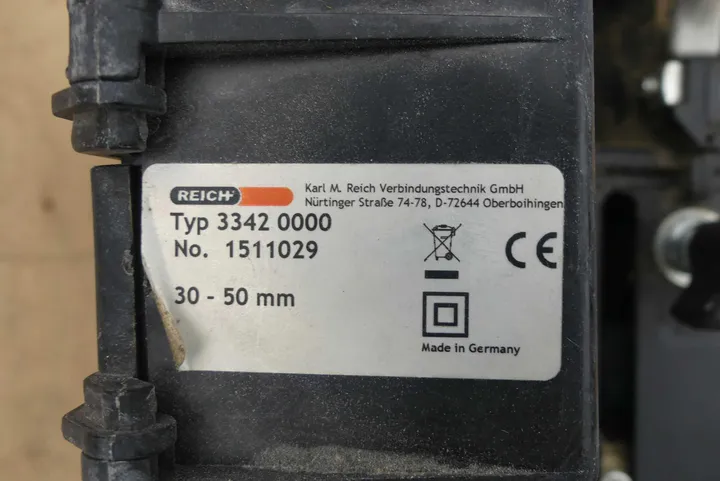 REICH
Karl M. Reich Verbindungstechnik GmbH
Nürtinger Straße 74-78, D-72644 Oberboihingen
Typ 3342 0000
No. 1511029
CE
30 - 50 mm
Made in Germany